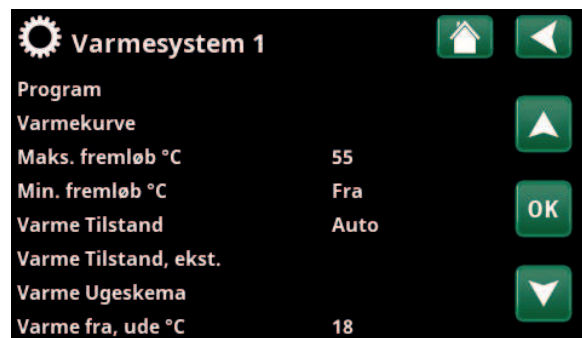 Varmesystem 1
Program
Varmekurve
Maks. fremløb °C 55
Min. fremløb °C Fra
Varme Tilstand Auto
OK
Varme Tilstand, ekst.
Varme Ugeskema
Varme fra, ude °C 18